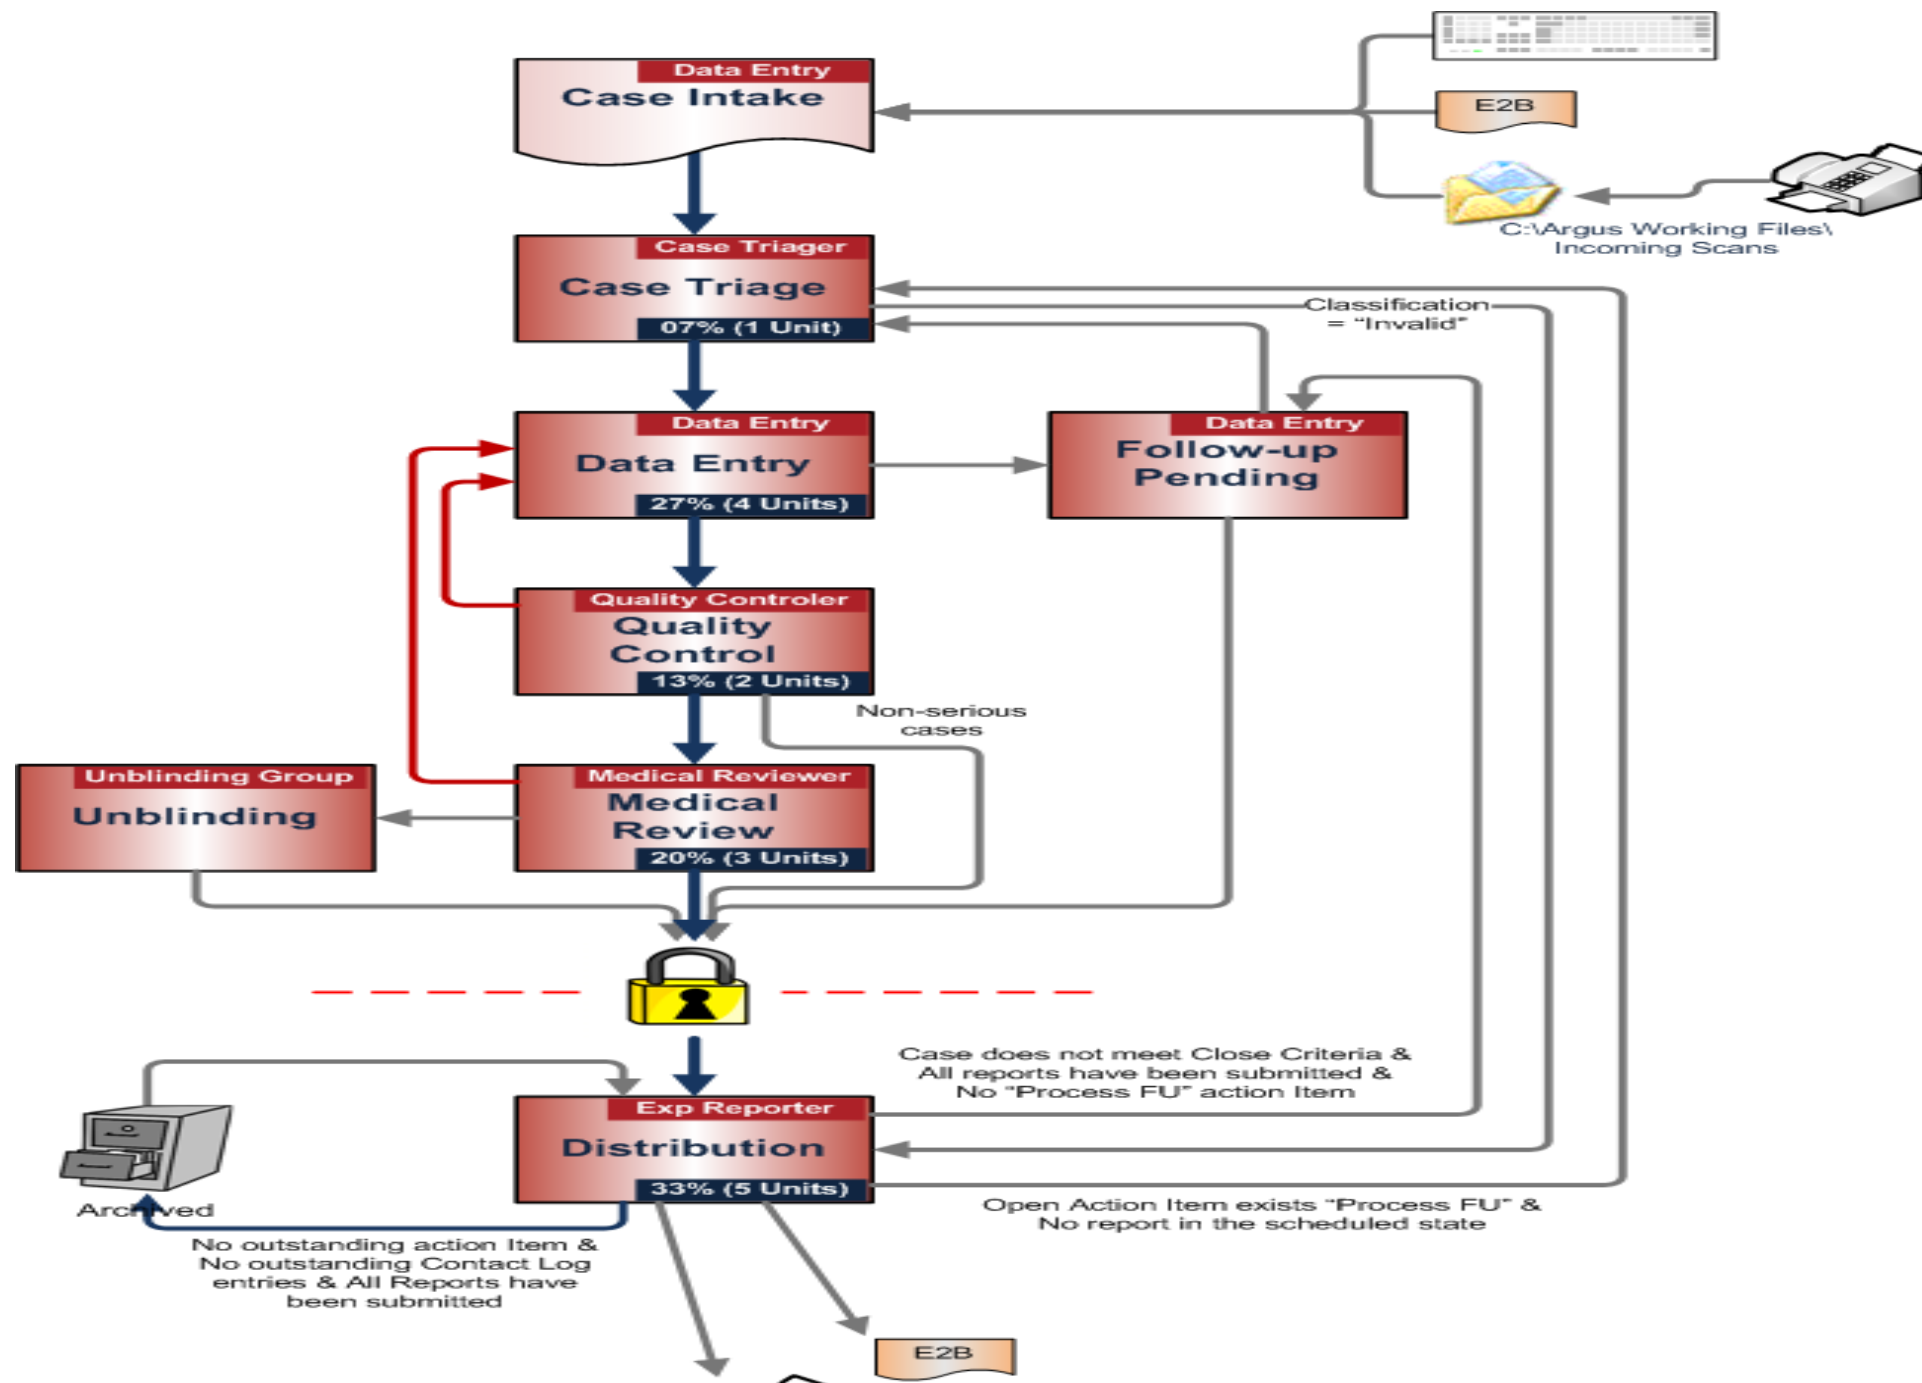 Data Entry
Case Intake
E2B
C:\Argus Working Files\
Incoming Scans
Case Triager
Case Triage
07% (1 Unit)
Classification
= “Invalid”
Data Entry
Data Entry
27% (4 Units)
Data Entry
Follow-up
Pending
Quality Controler
Quality
Control
13% (2 Units)
Non-serious
cases
Unblinding Group
Unblinding
Medical Reviewer
Medical
Review
20% (3 Units)
Case does not meet Close Criteria &
All reports have been submitted &
No “Process FU” action Item
Exp Reporter
Distribution
33% (5 Units)
Archived
Open Action Item exists “Process FU” &
No report in the scheduled state
No outstanding action Item &
No outstanding Contact Log
entries & All Reports have
been submitted
E2B